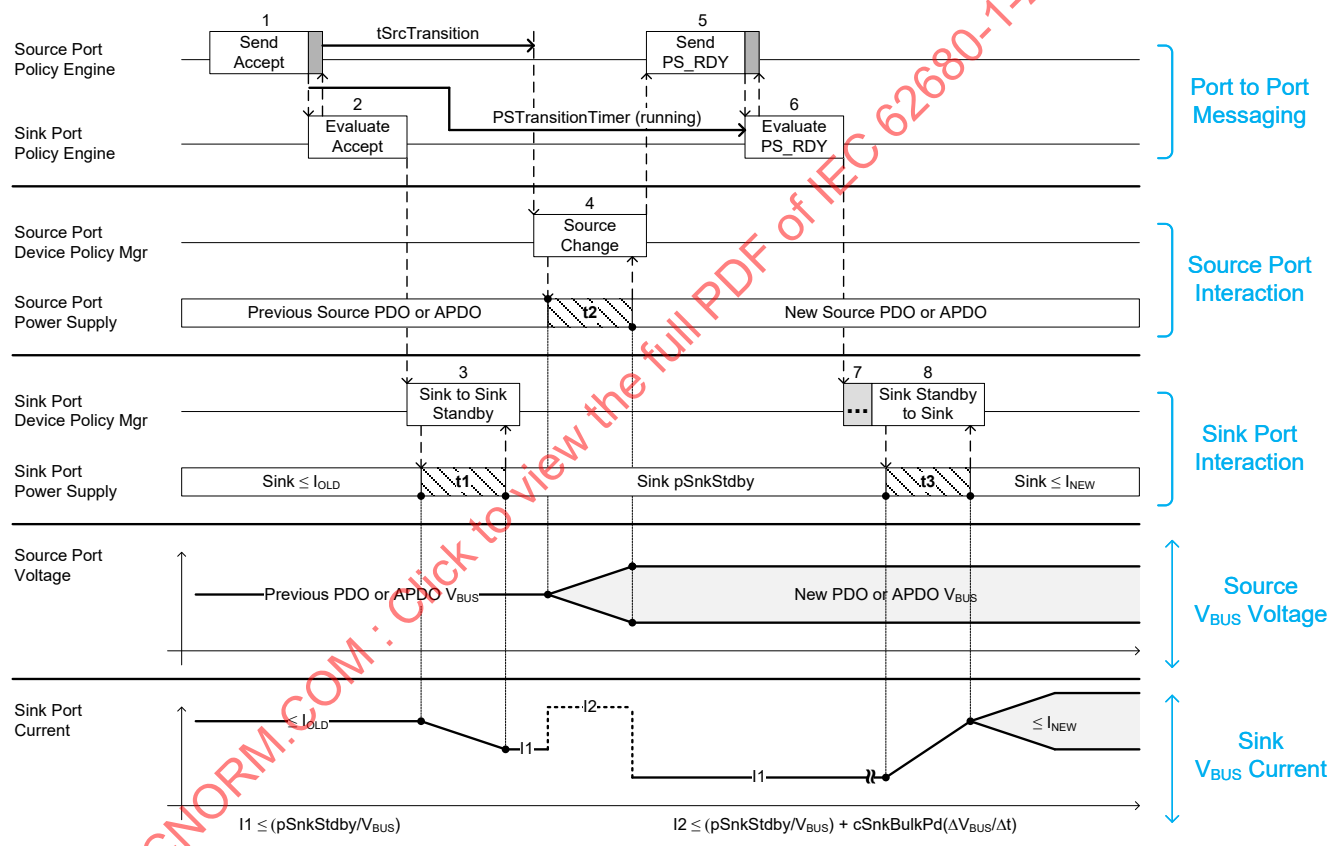 1
Source Port
Policy Engine
Send
Accept
tSrcTransition
5
Send
PS_RDY
2
PSTransitionTimer (running)
6
Sink Port
Policy Engine
Evaluate
Accept
Evaluate
PS_RDY
Port to Port
Messaging
4
Source Port
Device Policy Mgr
Source
Change
Source Port
Power Supply
Previous Source PDO or APDO
t2
New Source PDO or APDO
Source Port
Interaction
3
7
8
Sink Port
Device Policy Mgr
Sink to Sink
Standby
...
Sink Standby
to Sink
Sink Port
Power Supply
Sink ≤ IOLD
t1
Sink pSnkStdby
t3
Sink ≤ INEW
Sink Port
Interaction
Source Port
Voltage
Previous PDO or APDO VBUS
New PDO or APDO VBUS
Source
VBUS Voltage
Sink Port
Current
≤ IOLD
I1
I2
I1
≤ INEW
Sink
VBUS Current
I1 ≤ (pSnkStdby/VBUS)
I2 ≤ (pSnkStdby/VBUS) + cSnkBulkPd(ΔVBUS/Δt)
CNORM.COM : Click to view the full PDF of IEC 62680-1-